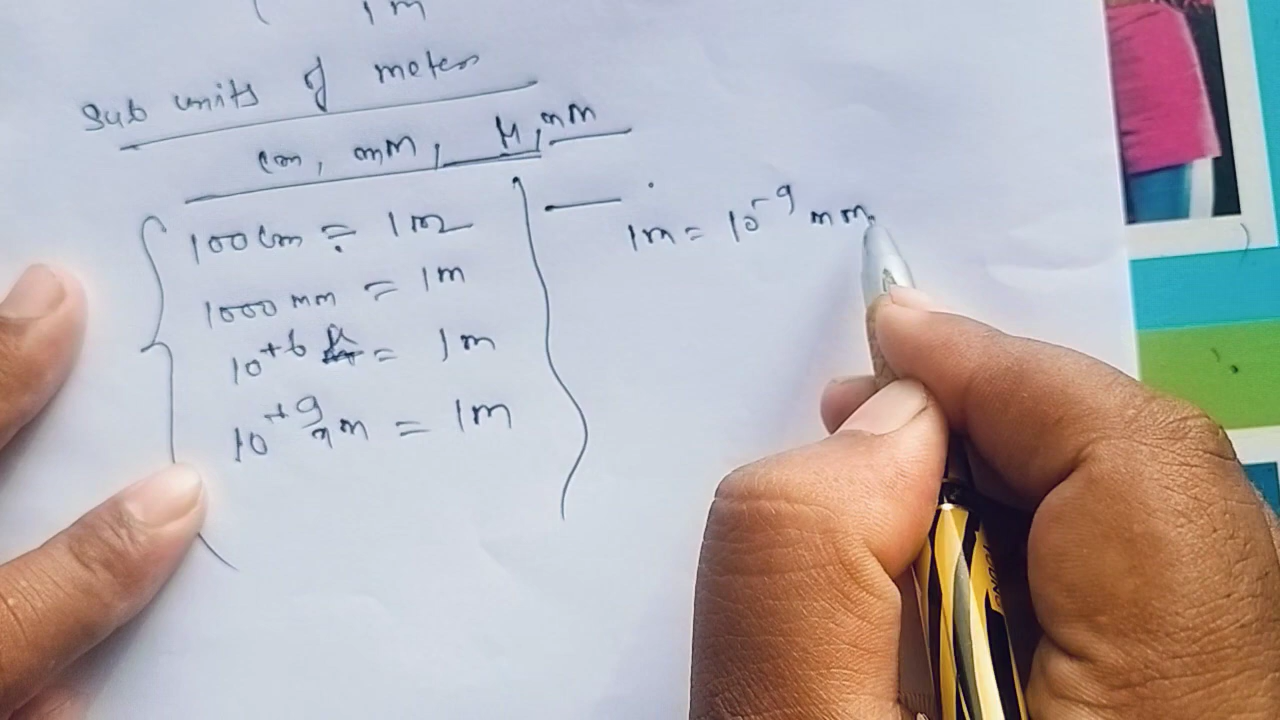 1m
Sub units of meter
cm, mm, μ, nm
100 cm = 1m
1000 mm = 1m
10⁺⁶ μ = 1m
10⁺⁹ nm = 1m
1m = 10⁻⁹ nm